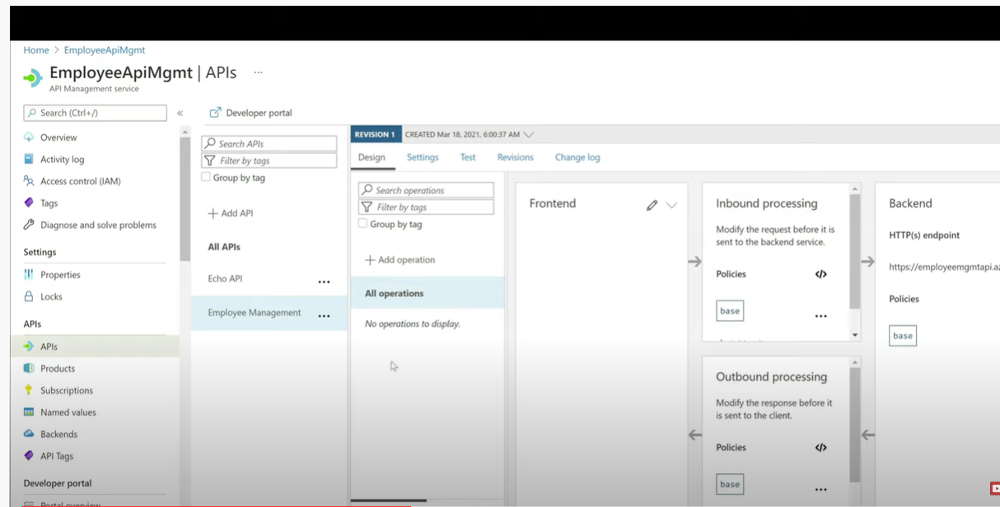 Home > EmployeeApiMgmt
EmployeeApiMgmt | APIs ...
API Management service
Search (Ctrl+/)
«
Developer portal
Overview
Activity log
Access control (IAM)
Tags
Diagnose and solve problems
Settings
Properties
Locks
APIs
APIs
Products
Subscriptions
Named values
Backends
API Tags
Developer portal
Portal overview
Search APIs
Filter by tags
Group by tag
+ Add API
All APIs
Echo API ...
Employee Management ...
REVISION 1 CREATED Mar 18, 2021, 6:00:37 AM
Design Settings Test Revisions Change log
Search operations
Filter by tags
Group by tag
+ Add operation
All operations
No operations to display.
Frontend
Inbound processing
Modify the request before it is
sent to the backend service.
Policies </>
base
...
Outbound processing
Modify the response before it
is sent to the client.
Policies </>
base
...
Backend
HTTP(s) endpoint
https://employeemgmtapi.az
Policies
base